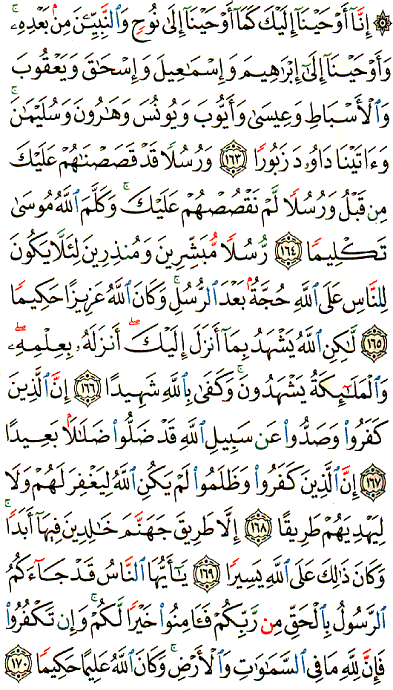 ۞ إِنَّآ أَوْحَيْنَآ إِلَيْكَ كَمَآ أَوْحَيْنَآ إِلَىٰ نُوحٍ وَٱلنَّبِيِّـۧنَ مِنۢ بَعْدِهِۦۚ
وَأَوْحَيْنَآ إِلَىٰٓ إِبْرَٰهِيمَ وَإِسْمَٰعِيلَ وَإِسْحَٰقَ وَيَعْقُوبَ
وَٱلْأَسْبَاطِ وَعِيسَىٰ وَأَيُّوبَ وَيُونُسَ وَهَٰرُونَ وَسُلَيْمَٰنَۚ
وَءَاتَيْنَا دَاوُۥدَ زَبُورًا ١٦٣ وَرُسُلًا قَدْ قَصَصْنَٰهُمْ عَلَيْكَ
مِن قَبْلُ وَرُسُلًا لَّمْ نَقْصُصْهُمْ عَلَيْكَۚ وَكَلَّمَ ٱللَّهُ مُوسَىٰ
تَكْلِيمًا ١٦٤ رُّسُلًا مُّبَشِّرِينَ وَمُنذِرِينَ لِئَلَّا يَكُونَ
لِلنَّاسِ عَلَى ٱللَّهِ حُجَّةٌۢ بَعْدَ ٱلرُّسُلِۚ وَكَانَ ٱللَّهُ عَزِيزًا حَكِيمًا
١٦٥ لَّٰكِنِ ٱللَّهُ يَشْهَدُ بِمَآ أَنزَلَ إِلَيْكَۖ أَنزَلَهُۥ بِعِلْمِهِۦۖ
وَٱلْمَلَٰٓئِكَةُ يَشْهَدُونَۚ وَكَفَىٰ بِٱللَّهِ شَهِيدًا ١٦٦ إِنَّ ٱلَّذِينَ
كَفَرُوا۟ وَصَدُّوا۟ عَن سَبِيلِ ٱللَّهِ قَدْ ضَلُّوا۟ ضَلَٰلًۢا بَعِيدًا
١٦٧ إِنَّ ٱلَّذِينَ كَفَرُوا۟ وَظَلَمُوا۟ لَمْ يَكُنِ ٱللَّهُ لِيَغْفِرَ لَهُمْ وَلَا
لِيَهْدِيَهُمْ طَرِيقًا ١٦٨ إِلَّا طَرِيقَ جَهَنَّمَ خَٰلِدِينَ فِيهَآ أَبَدًاۚ
وَكَانَ ذَٰلِكَ عَلَى ٱللَّهِ يَسِيرًا ١٦٩ يَٰٓأَيُّهَا ٱلنَّاسُ قَدْ جَآءَكُمُ
ٱلرَّسُولُ بِٱلْحَقِّ مِن رَّبِّكُمْ فَـَٔامِنُوا۟ خَيْرًا لَّكُمْۚ وَإِن تَكْفُرُوا۟
فَإِنَّ لِلَّهِ مَا فِى ٱلسَّمَٰوَٰتِ وَٱلْأَرْضِۚ وَكَانَ ٱللَّهُ عَلِيمًا حَكِيمًا ١٧٠